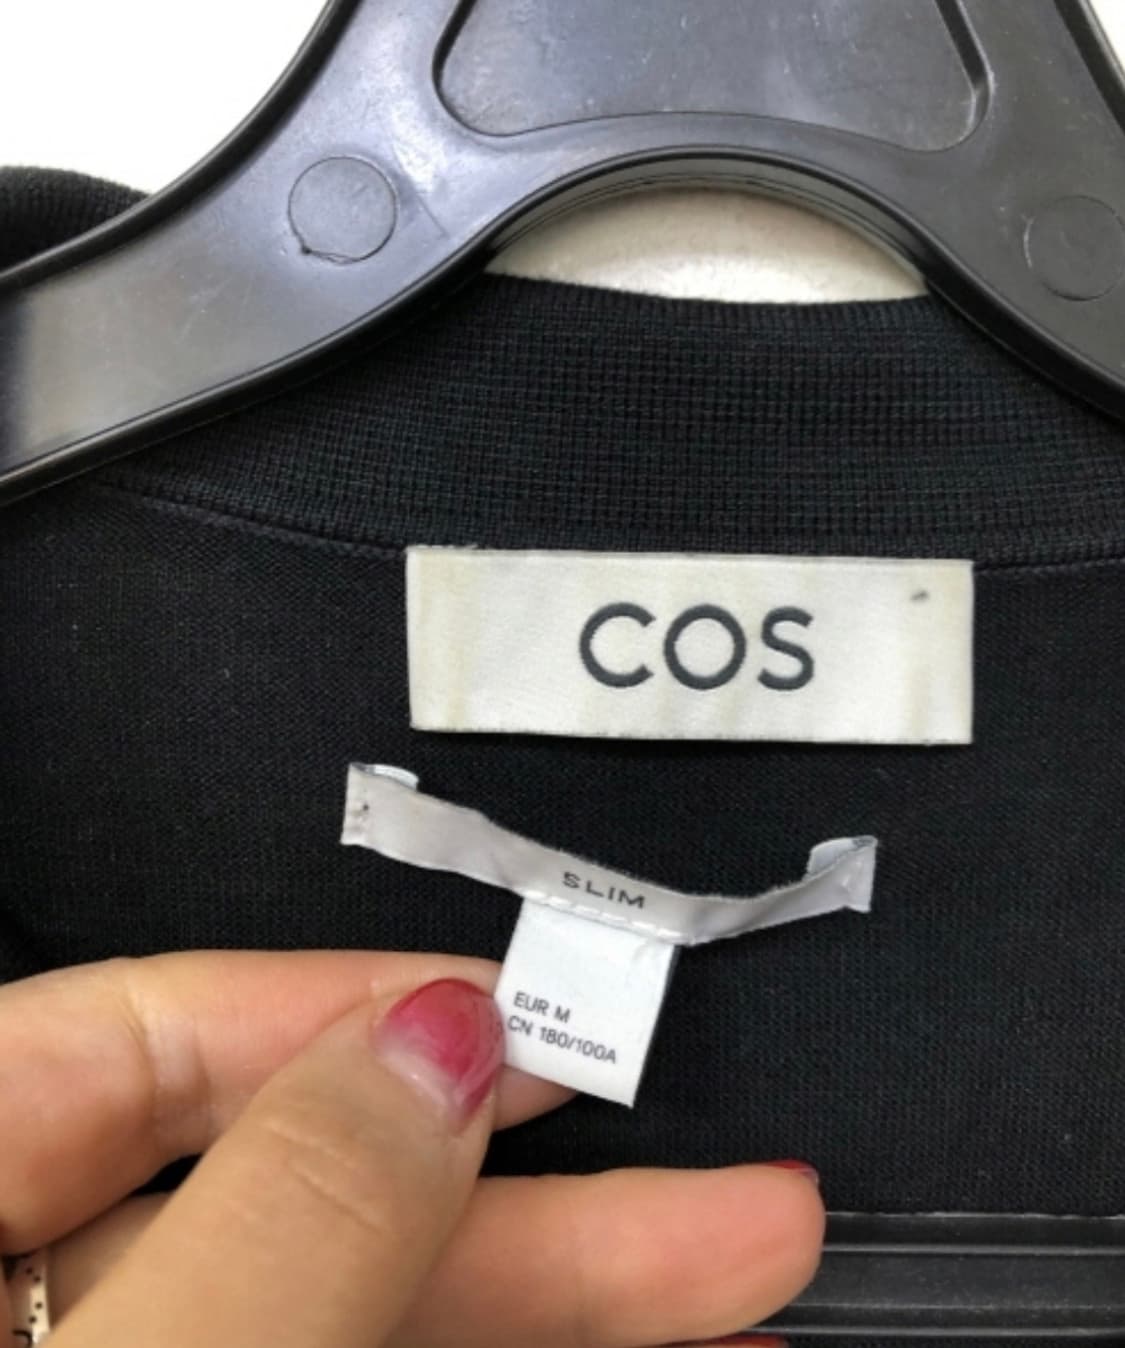 COS
SLIM
EUR M
CN 180/100A